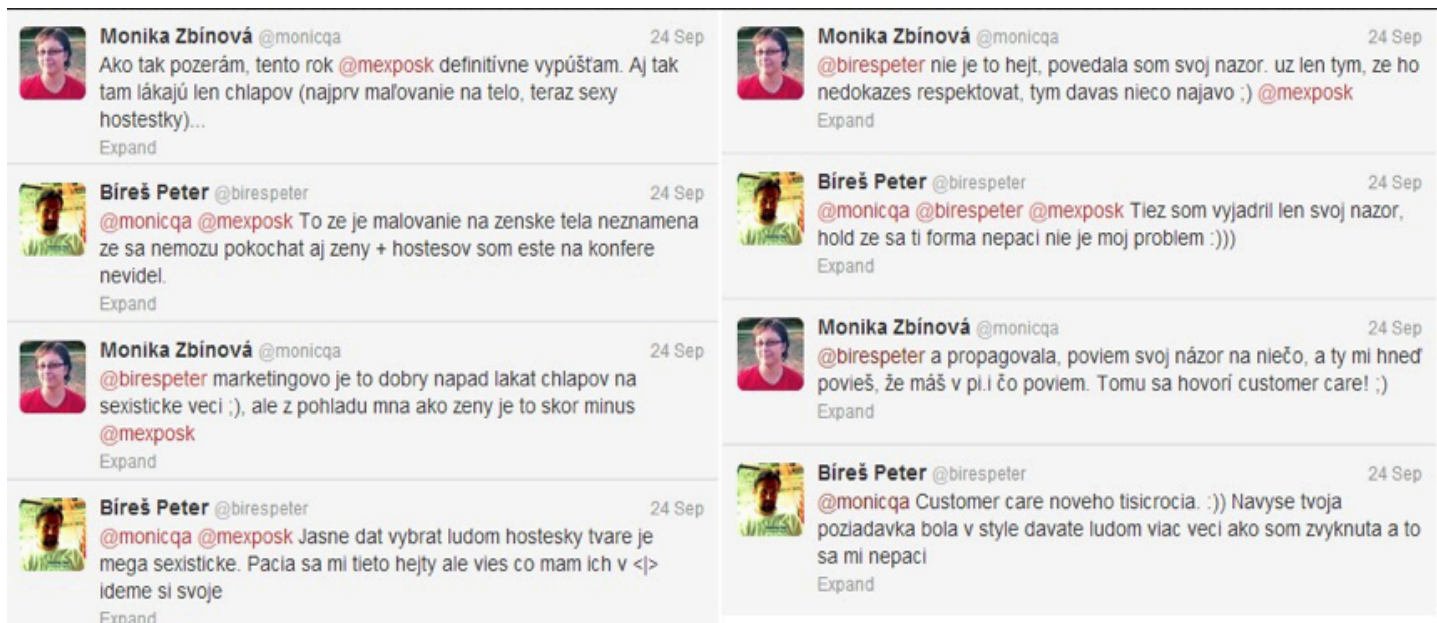 Monika Zbínová @monicqa 24 Sep
Ako tak pozerám, tento rok @mexposk definitívne vypúšťam. Aj tak
tam lákajú len chlapov (najprv maľovanie na telo, teraz sexy
hostestky)...
Expand
Bíreš Peter @birespeter 24 Sep
@monicqa @mexposk To ze je malovanie na zenske tela neznamena
ze sa nemozu pokochat aj zeny + hostesov som este na konfere
nevidel.
Expand
Monika Zbínová @monicqa 24 Sep
@birespeter marketingovo je to dobry napad lakat chlapov na
sexisticke veci ;), ale z pohladu mna ako zeny je to skor minus
@mexposk
Expand
Bíreš Peter @birespeter 24 Sep
@monicqa @mexposk Jasne dat vybrat ludom hostesky tvare je
mega sexisticke. Pacia sa mi tieto hejty ale vies co mam ich v <|>
ideme si svoje
Expand
Monika Zbínová @monicqa 24 Sep
@birespeter nie je to hejt, povedala som svoj nazor. uz len tym, ze ho
nedokazes respektovat, tym davas nieco najavo ;) @mexposk
Expand
Bíreš Peter @birespeter 24 Sep
@monicqa @birespeter @mexposk Tiez som vyjadril len svoj nazor,
hold ze sa ti forma nepaci nie je moj problem :)))
Expand
Monika Zbínová @monicqa 24 Sep
@birespeter a propagovala, poviem svoj názor na niečo, a ty mi hneď
povieš, že máš v pi.i čo poviem. Tomu sa hovorí customer care! ;)
Expand
Bíreš Peter @birespeter 24 Sep
@monicqa Customer care noveho tisicrocia. :)) Navyse tvoja
poziadavka bola v style davate ludom viac veci ako som zvyknuta a to
sa mi nepaci
Expand